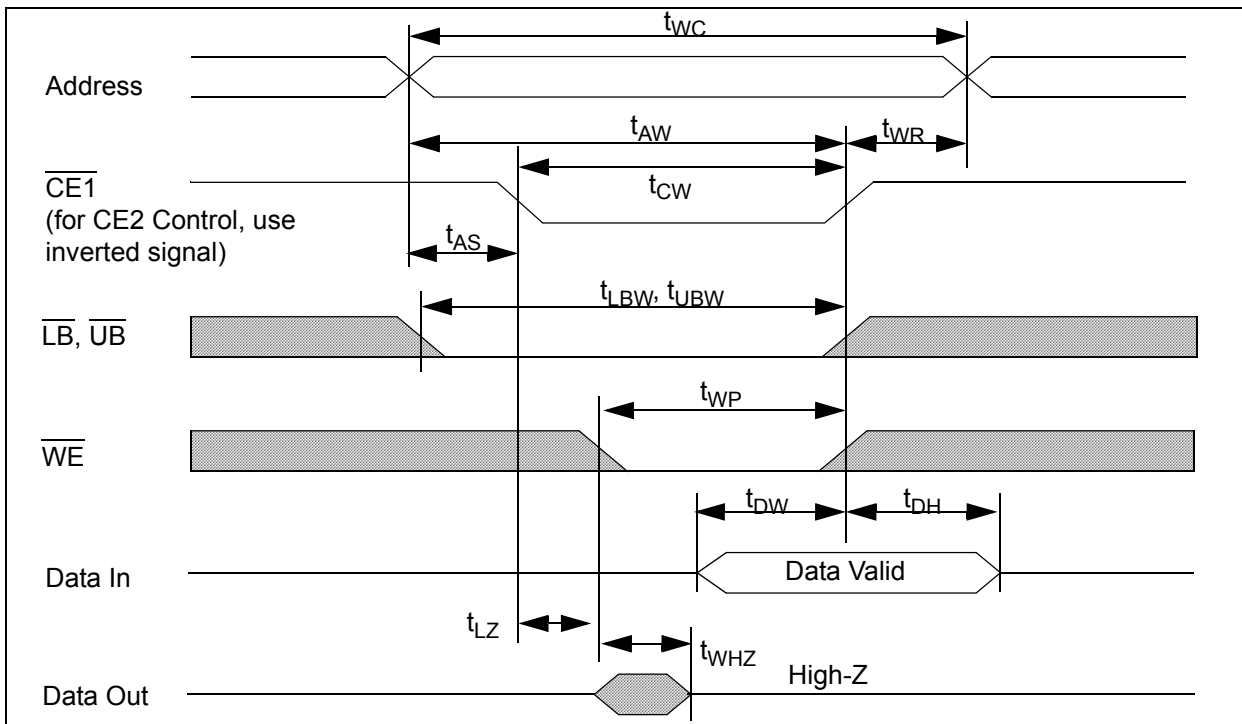 tWC
Address
tAW
tWR
CE1
(for CE2 Control, use
inverted signal)
tCW
tAS
tLBW, tUBW
LB, UB
tWP
WE
tDW
tDH
Data In
Data Valid
tLZ
tWHZ
High-Z
Data Out